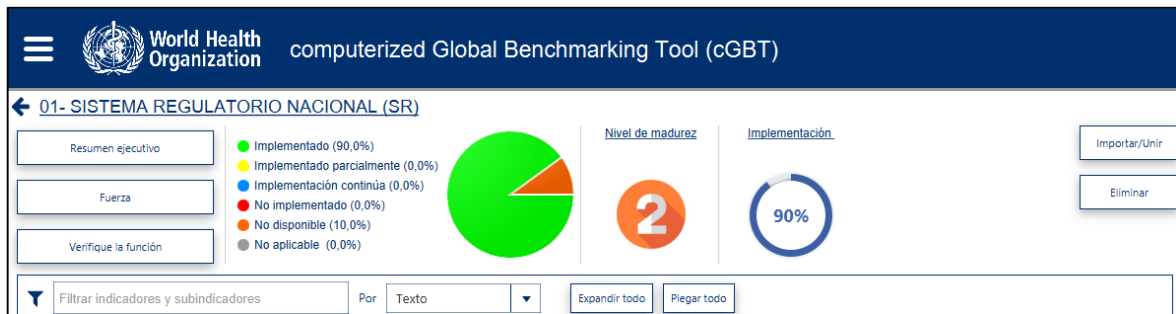 World Health
Organization
computerized Global Benchmarking Tool (cGBT)
01- SISTEMA REGULATORIO NACIONAL (SR)
Resumen ejecutivo
Fuerza
Verifique la función
Implementado (90,0%)
Implementado parcialmente (0,0%)
Implementación continúa (0,0%)
No implementado (0,0%)
No disponible (10,0%)
No aplicable (0,0%)
Nivel de madurez
2
Implementación
90%
Importar/Unir
Eliminar
Filtrar indicadores y subindicadores
Por
Texto
Expandir todo
Plegar todo